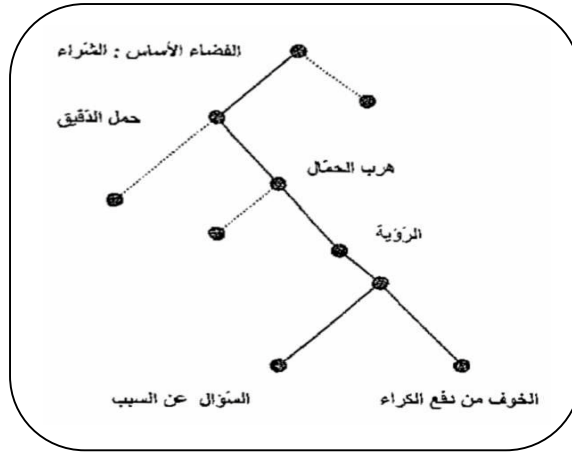 الفضاء الأساس : الشّراء
حمل الدّقيق
هرب الحمّال
الرّؤية
السّؤال عن السبب
الخوف من دفع الكراء